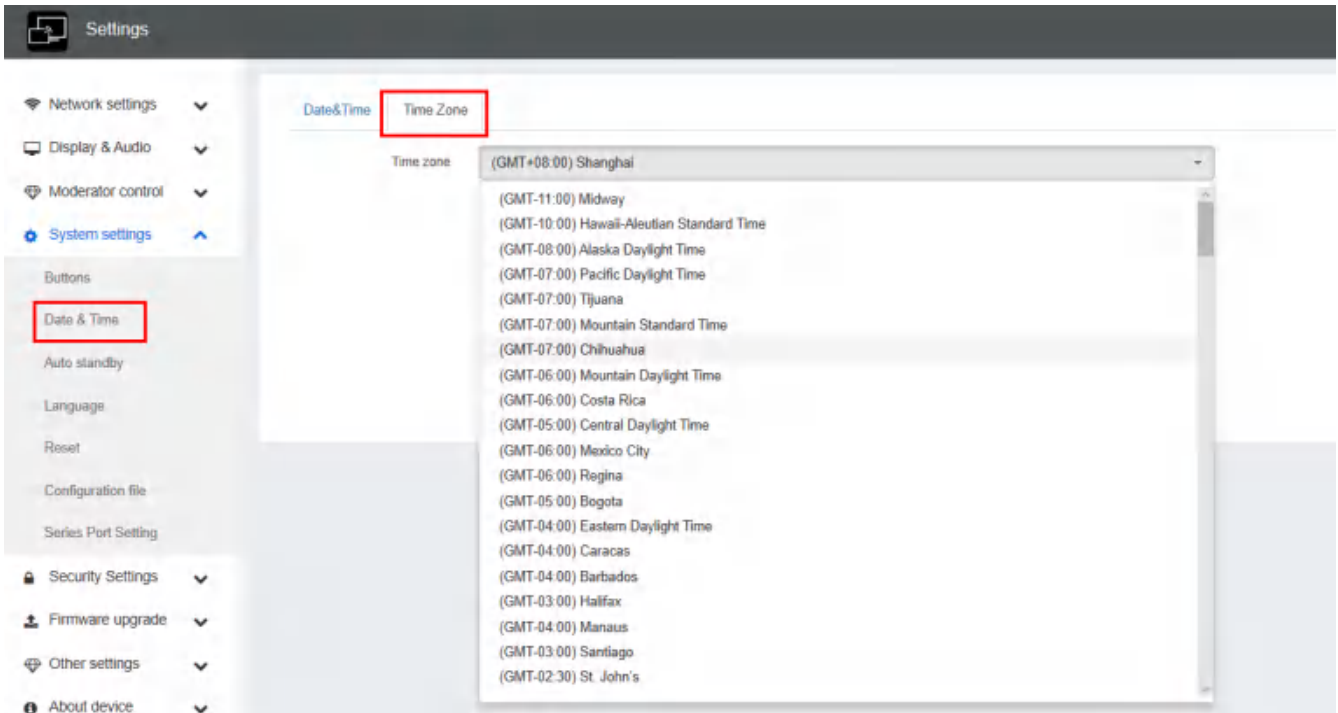 Settings
Network settings
Display & Audio
Moderator control
System settings
Buttons
Date & Time
Auto standby
Language
Reset
Configuration file
Series Port Setting
Security Settings
Firmware upgrade
Other settings
About device
Date&Time
Time Zone
Time zone
(GMT+08:00) Shanghai
(GMT-11:00) Midway
(GMT-10:00) Hawaii-Aleutian Standard Time
(GMT-08:00) Alaska Daylight Time
(GMT-07:00) Pacific Daylight Time
(GMT-07:00) Tijuana
(GMT-07:00) Mountain Standard Time
(GMT-07:00) Chihuahua
(GMT-06:00) Mountain Daylight Time
(GMT-06:00) Costa Rica
(GMT-05:00) Central Daylight Time
(GMT-06:00) Mexico City
(GMT-06:00) Regina
(GMT-05:00) Bogota
(GMT-04:00) Eastern Daylight Time
(GMT-04:00) Caracas
(GMT-04:00) Barbados
(GMT-03:00) Halifax
(GMT-04:00) Manaus
(GMT-03:00) Santiago
(GMT-02:30) St. John's